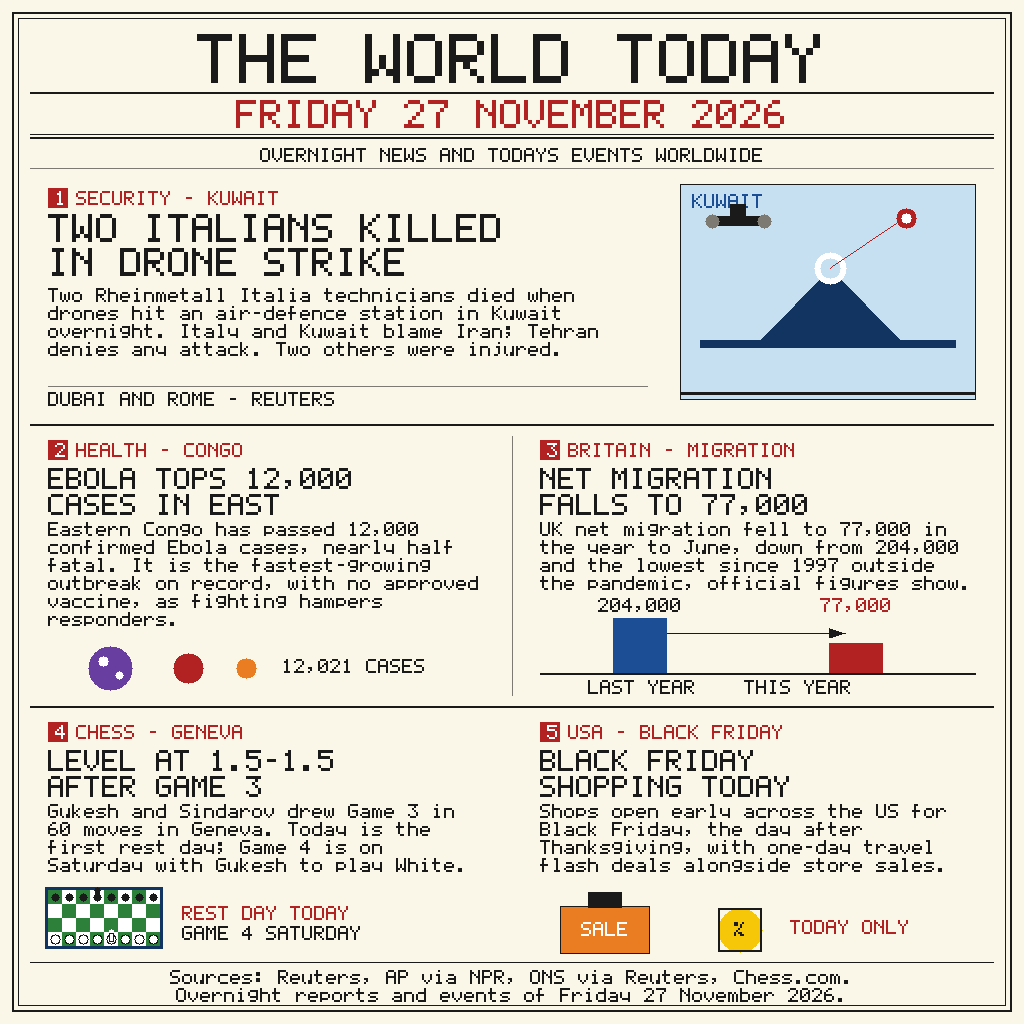 THE WORLD TODAY
FRIDAY 27 NOVEMBER 2026
OVERNIGHT NEWS AND TODAYS EVENTS WORLDWIDE
1 SECURITY - KUWAIT
TWO ITALIANS KILLED
IN DRONE STRIKE
Two Rheinmetall Italia technicians died when
drones hit an air-defence station in Kuwait
overnight. Italy and Kuwait blame Iran; Tehran
denies any attack. Two others were injured.
DUBAI AND ROME - REUTERS
KUWAIT
2 HEALTH - CONGO
EBOLA TOPS 12,000
CASES IN EAST
Eastern Congo has passed 12,000
confirmed Ebola cases, nearly half
fatal. It is the fastest-growing
outbreak on record, with no approved
vaccine, as fighting hampers
responders.
12,021 CASES
3 BRITAIN - MIGRATION
NET MIGRATION
FALLS TO 77,000
UK net migration fell to 77,000 in
the year to June, down from 204,000
and the lowest since 1997 outside
the pandemic, official figures show.
204,000 77,000
LAST YEAR THIS YEAR
4 CHESS - GENEVA
LEVEL AT 1.5-1.5
AFTER GAME 3
Gukesh and Sindarov drew Game 3 in
60 moves in Geneva. Today is the
first rest day; Game 4 is on
Saturday with Gukesh to play White.
REST DAY TODAY
GAME 4 SATURDAY
5 USA - BLACK FRIDAY
BLACK FRIDAY
SHOPPING TODAY
Shops open early across the US for
Black Friday, the day after
Thanksgiving, with one-day travel
flash deals alongside store sales.
SALE
%
TODAY ONLY
Sources: Reuters, AP via NPR, ONS via Reuters, Chess.com.
Overnight reports and events of Friday 27 November 2026.